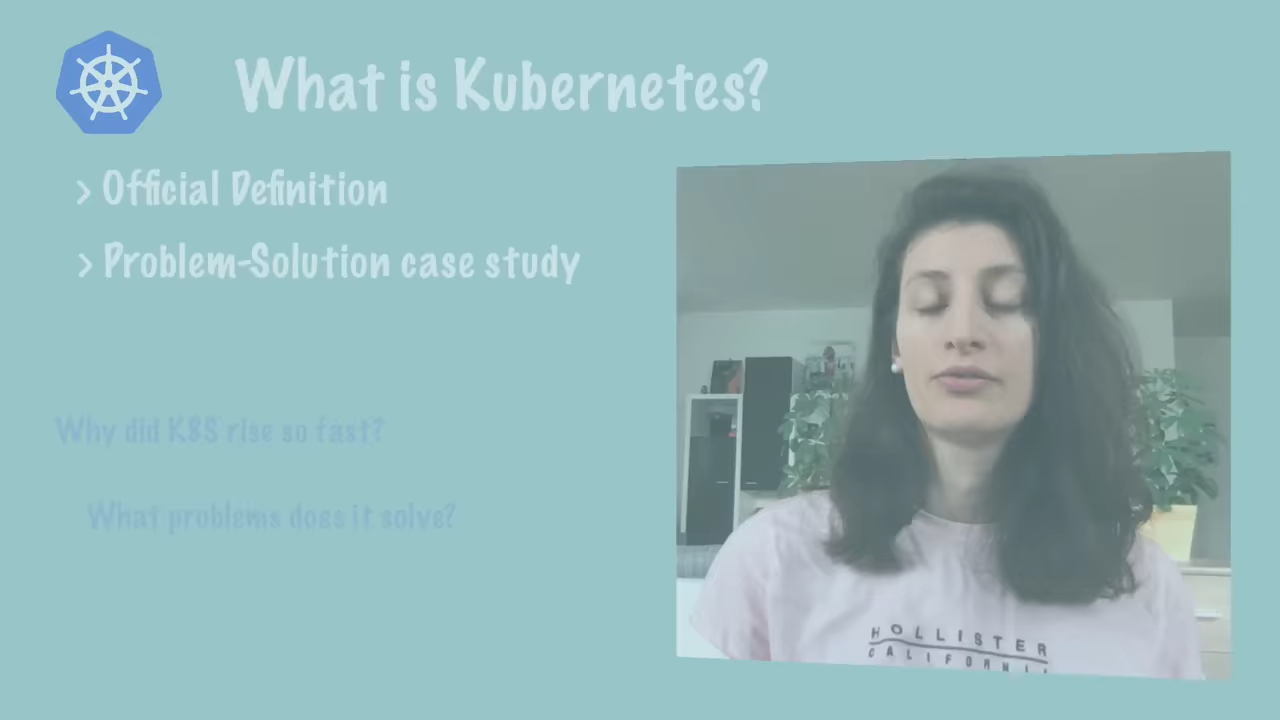 What is Kubernetes?
> Official Definition
> Problem-Solution case study
Why did K8S rise so fast?
What problems does it solve?
HOLLISTER
CALIFORNIA